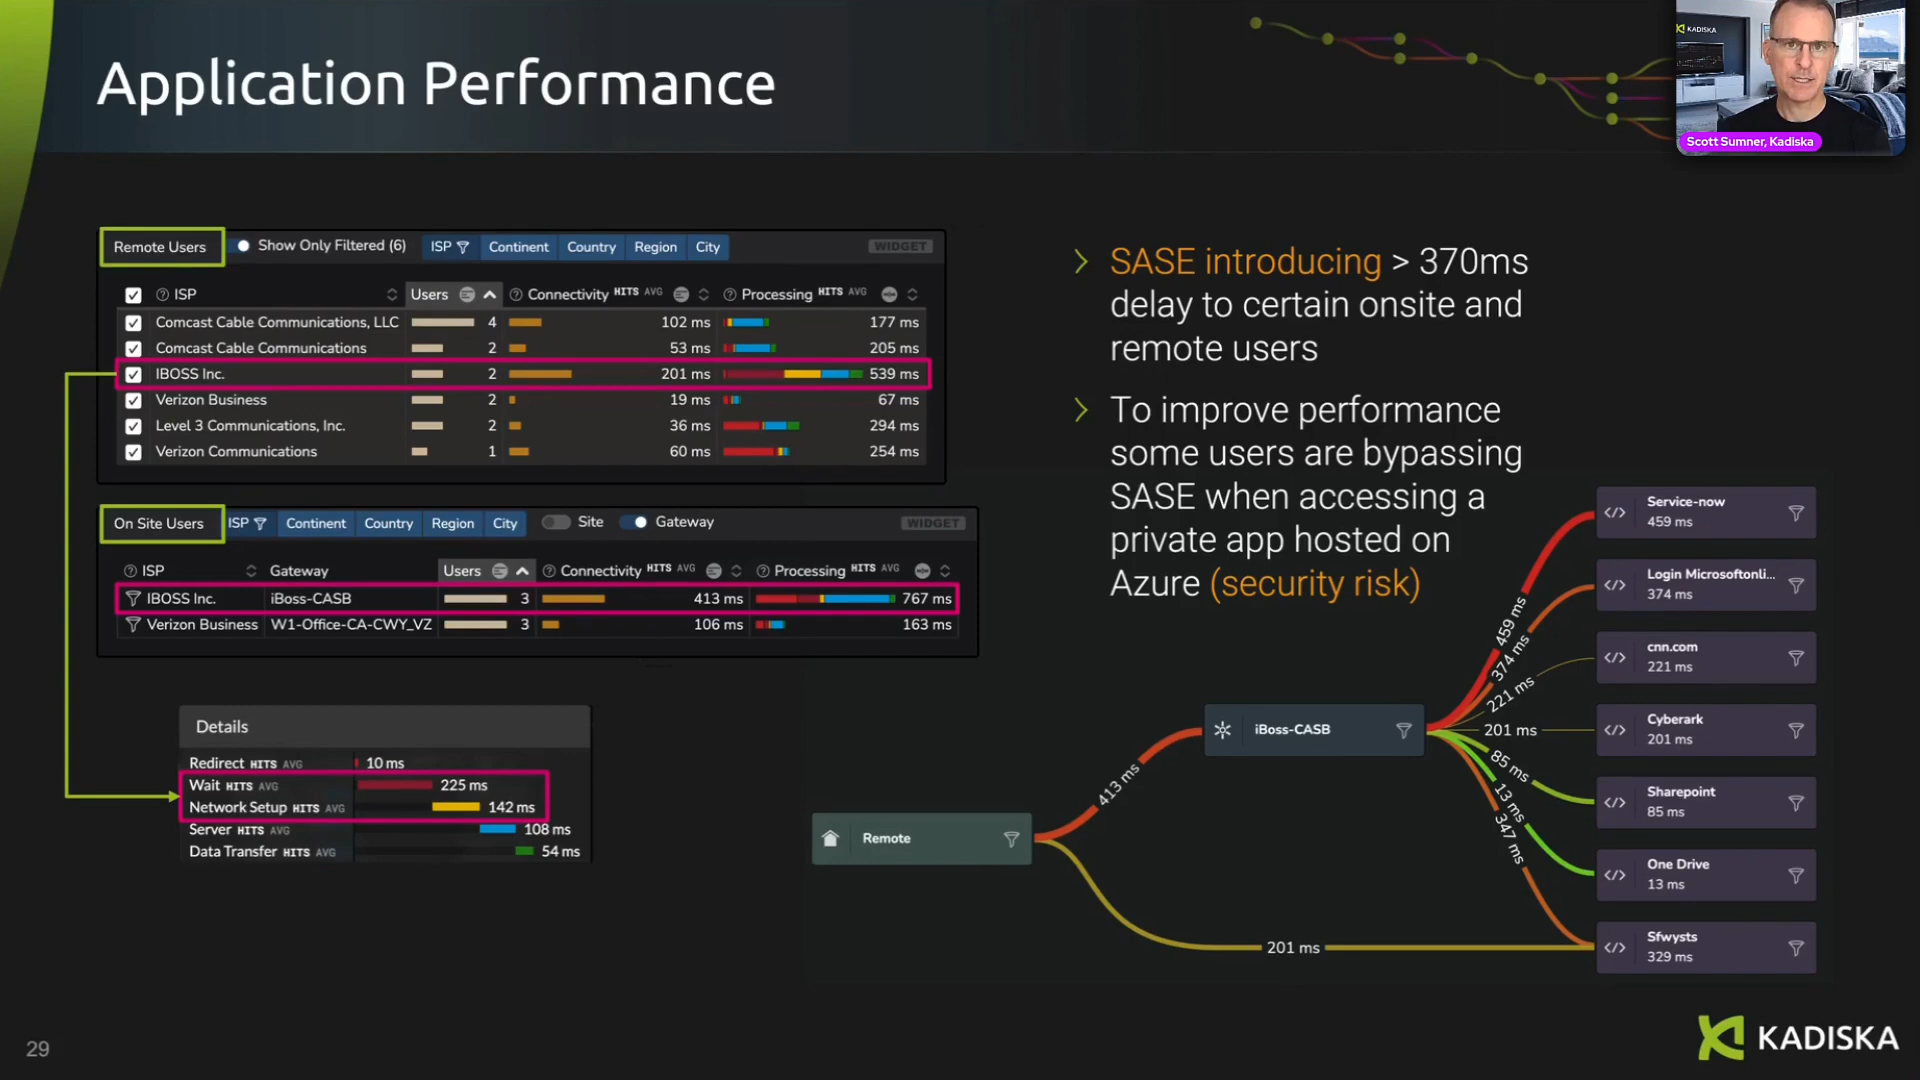 Application Performance
KADISKA
Scott Sumner, Kadiska
Remote Users Show Only Filtered (6) ISP Continent Country Region City WIDGET
ISP Users Connectivity HITS AVG Processing HITS AVG
Comcast Cable Communications, LLC 4 102 ms 177 ms
Comcast Cable Communications 2 53 ms 205 ms
IBOSS Inc. 2 201 ms 539 ms
Verizon Business 2 19 ms 67 ms
Level 3 Communications, Inc. 2 36 ms 294 ms
Verizon Communications 1 60 ms 254 ms
On Site Users ISP Continent Country Region City Site Gateway WIDGET
ISP Gateway Users Connectivity HITS AVG Processing HITS AVG
IBOSS Inc. iBoss-CASB 3 413 ms 767 ms
Verizon Business W1-Office-CA-CWY_VZ 3 106 ms 163 ms
Details
Redirect HITS AVG 10 ms
Wait HITS AVG 225 ms
Network Setup HITS AVG 142 ms
Server HITS AVG 108 ms
Data Transfer HITS AVG 54 ms
SASE introducing > 370ms
delay to certain onsite and
remote users
To improve performance
some users are bypassing
SASE when accessing a
private app hosted on
Azure (security risk)
Remote
413 ms
201 ms
iBoss-CASB
459 ms
374 ms
221 ms
201 ms
85 ms
13 ms
347 ms
Service-now
459 ms
Login Microsoftonli...
374 ms
cnn.com
221 ms
Cyberark
201 ms
Sharepoint
85 ms
One Drive
13 ms
Sfwysts
329 ms
29
KADISKA